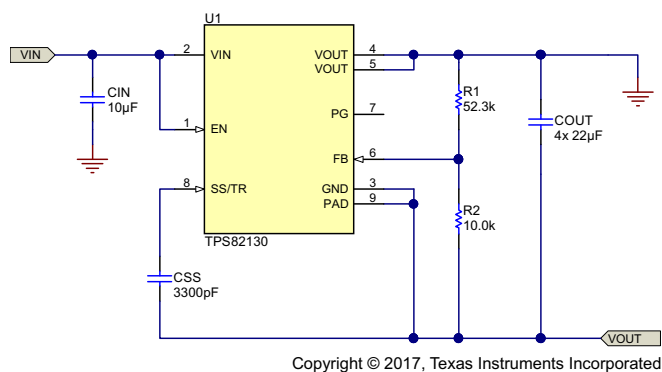 U1
VIN
2
VIN
VOUT
4
VOUT
5
CIN
10µF
R1
52.3k
PG
7
COUT
4x 22µF
1
EN
FB
6
8
SS/TR
GND
3
PAD
9
R2
10.0k
TPS82130
CSS
3300pF
VOUT
Copyright © 2017, Texas Instruments Incorporated